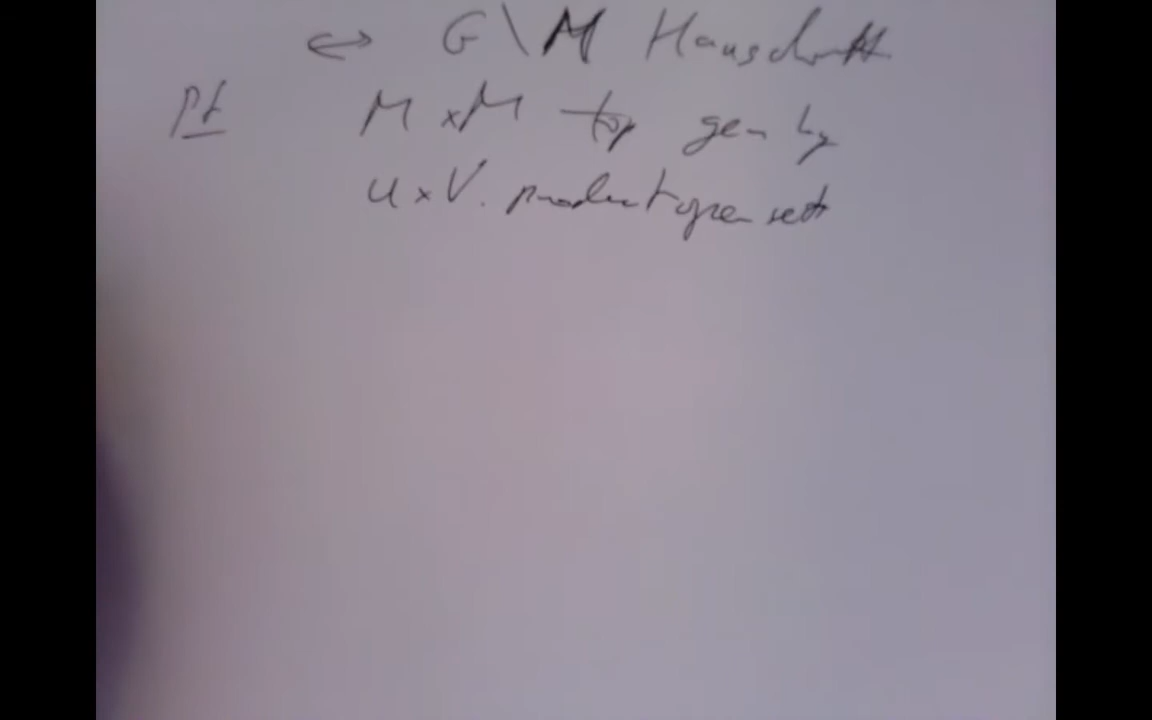 ⇔ G\M Hausdorff
Pf M×M top gen by
U×V. product open sets